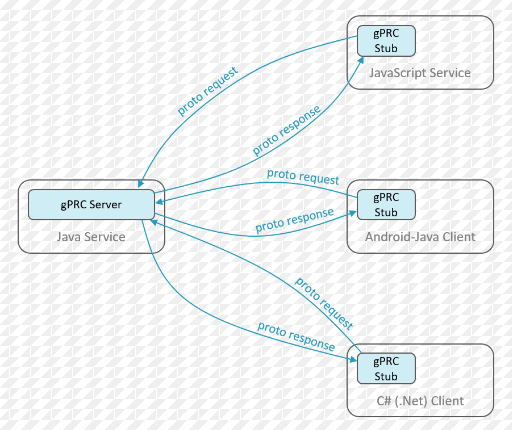 gPRC
Stub
JavaScript Service
proto request
proto response
gPRC Server
Java Service
proto request
proto response
gPRC
Stub
Android-Java Client
proto request
proto response
gPRC
Stub
C# (.Net) Client